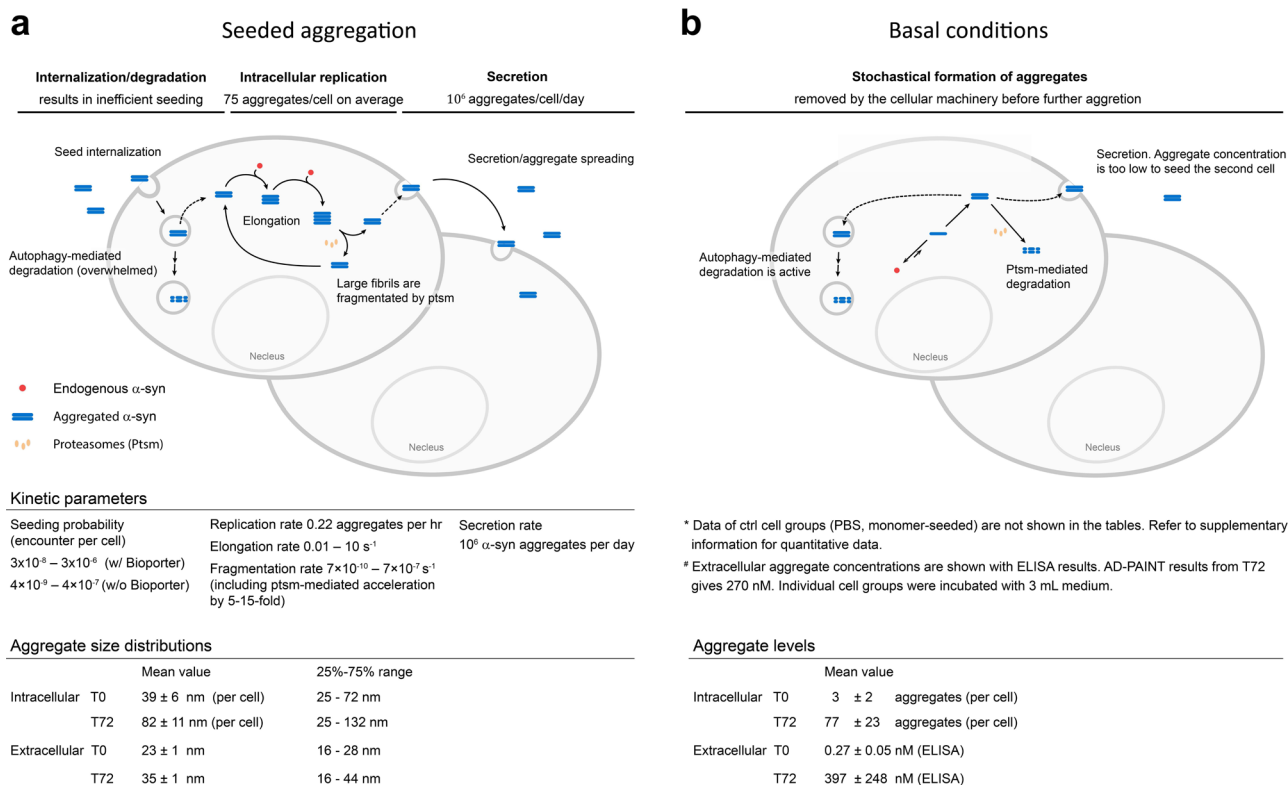 a
Seeded aggregation
Internalization/degradation
results in inefficient seeding
Intracellular replication
75 aggregates/cell on average
Secretion
10⁶ aggregates/cell/day
Seed internalization
Secretion/aggregate spreading
Elongation
Autophagy-mediated
degradation (overwhelmed)
Large fibrils are
fragmentated by ptsm
Necleus
Necleus
Endogenous α-syn
Aggregated α-syn
Proteasomes (Ptsm)
Kinetic parameters
Seeding probability
(encounter per cell)
3x10⁻⁸ – 3x10⁻⁶ (w/ Bioporter)
4×10⁻⁹ – 4×10⁻⁷ (w/o Bioporter)
Replication rate 0.22 aggregates per hr
Elongation rate 0.01 – 10 s⁻¹
Fragmentation rate 7×10⁻¹⁰ – 7×10⁻⁷ s⁻¹
(including ptsm-mediated acceleration
by 5-15-fold)
Secretion rate
10⁶ α-syn aggregates per day
Aggregate size distributions
Mean value 25%-75% range
Intracellular T0 39 ± 6 nm (per cell) 25 - 72 nm
T72 82 ± 11 nm (per cell) 25 - 132 nm
Extracellular T0 23 ± 1 nm 16 - 28 nm
T72 35 ± 1 nm 16 - 44 nm
b
Basal conditions
Stochastical formation of aggregates
removed by the cellular machinery before further aggretion
Secretion. Aggregate concentration
is too low to seed the second cell
Autophagy-mediated
degradation is active
Ptsm-mediated
degradation
Necleus
Necleus
* Data of ctrl cell groups (PBS, monomer-seeded) are not shown in the tables. Refer to supplementary
information for quantitative data.
# Extracellular aggregate concentrations are shown with ELISA results. AD-PAINT results from T72
gives 270 nM. Individual cell groups were incubated with 3 mL medium.
Aggregate levels
Mean value
Intracellular T0 3 ± 2 aggregates (per cell)
T72 77 ± 23 aggregates (per cell)
Extracellular T0 0.27 ± 0.05 nM (ELISA)
T72 397 ± 248 nM (ELISA)